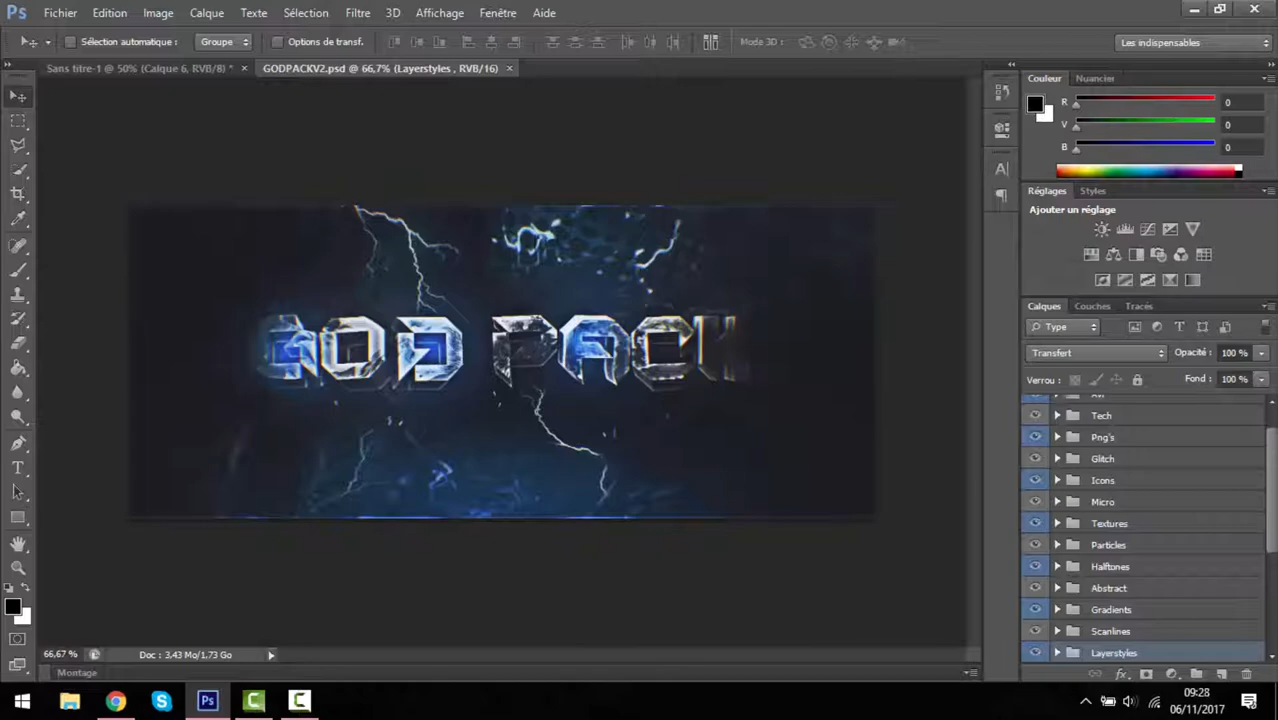 Ps Fichier Edition Image Calque Texte Sélection Filtre 3D Affichage Fenêtre Aide
Sélection automatique : Groupe Options de transf. Mode 3D : Les indispensables
Sans titre-1 @ 50% (Calque 6, RVB/8) * × GODPACKV2.psd @ 66,7% (Layerstyles , RVB/16) ×
Couleur Nuancier
R 0
V 0
B 0
Réglages Styles
Ajouter un réglage
GOD PACK
Calques Couches Tracés
Type
Transfert Opacité : 100 %
Verrou : Fond : 100 %
Tech
Png's
Glitch
Icons
Micro
Textures
Particles
Halftones
Abstract
Gradients
Scanlines
Layerstyles
66,67 % Doc : 3.43 Mo/1.73 Go
Montage
fx
Ps
09:28
06/11/2017